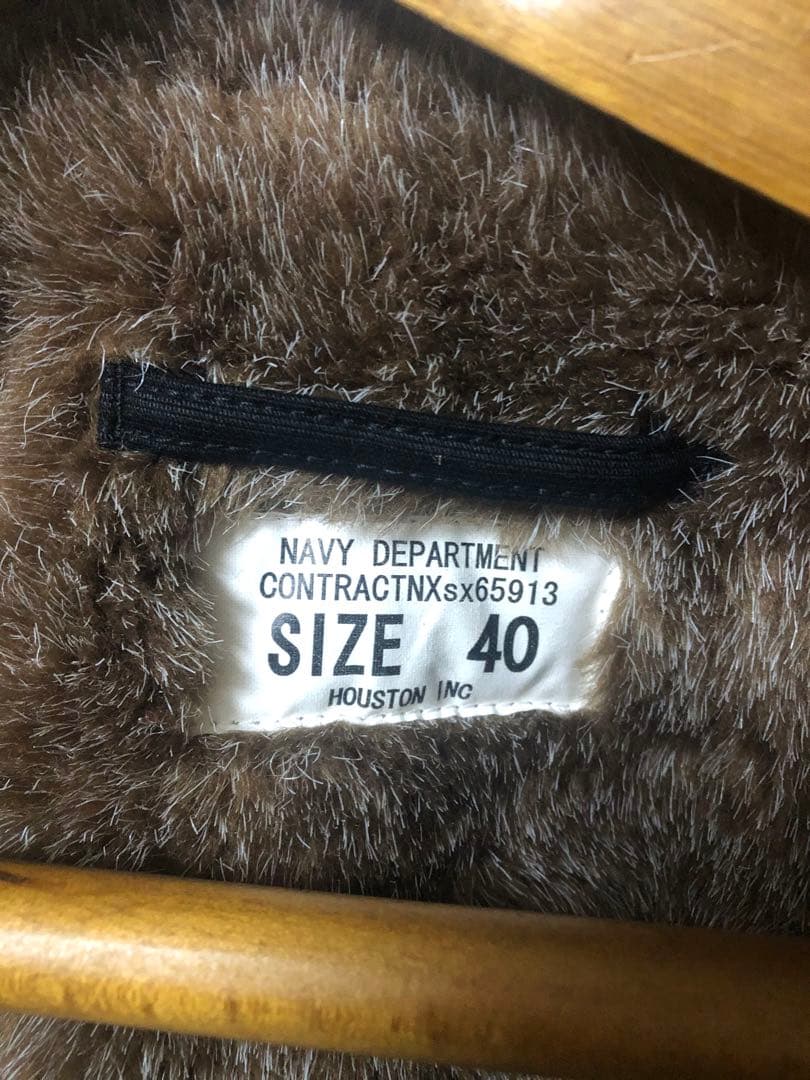 NAVY DEPARTMENT
CONTRACTNXsx65913
SIZE 40
HOUSTON INC